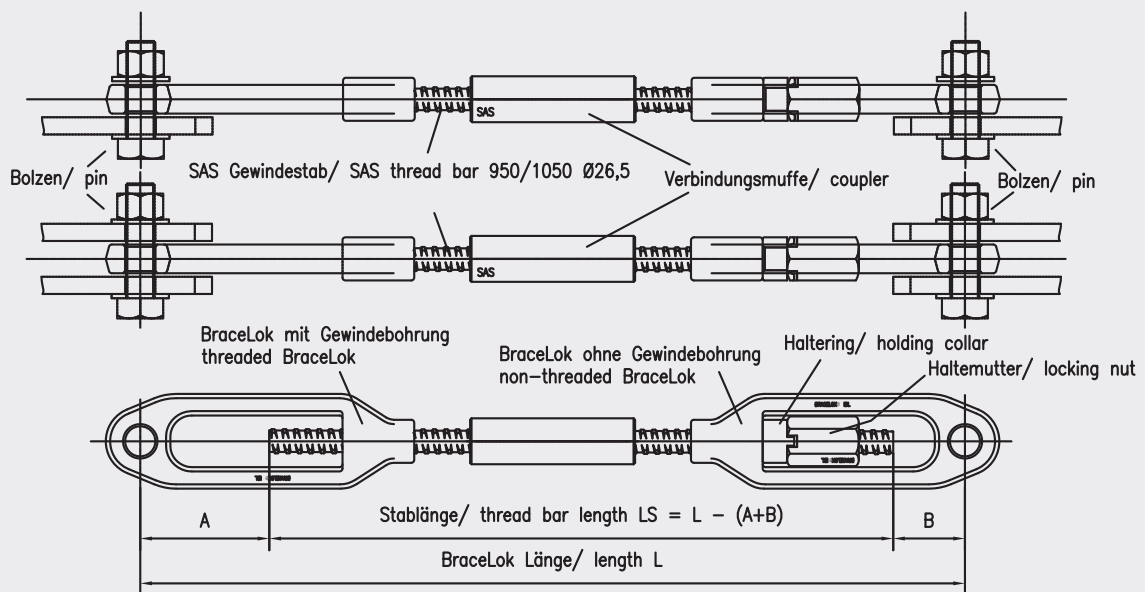 SAS
Bolzen/ pin
SAS Gewindestab/ SAS thread bar 950/1050 Ø26,5
Verbindungsmuffe/ coupler
Bolzen/ pin
SAS
BraceLok mit Gewindebohrung
threaded BraceLok
BraceLok ohne Gewindebohrung
non-threaded BraceLok
Haltering/ holding collar
Haltemutter/ locking nut
A
Stablänge/ thread bar length LS = L - (A+B)
B
BraceLok Länge/ length L